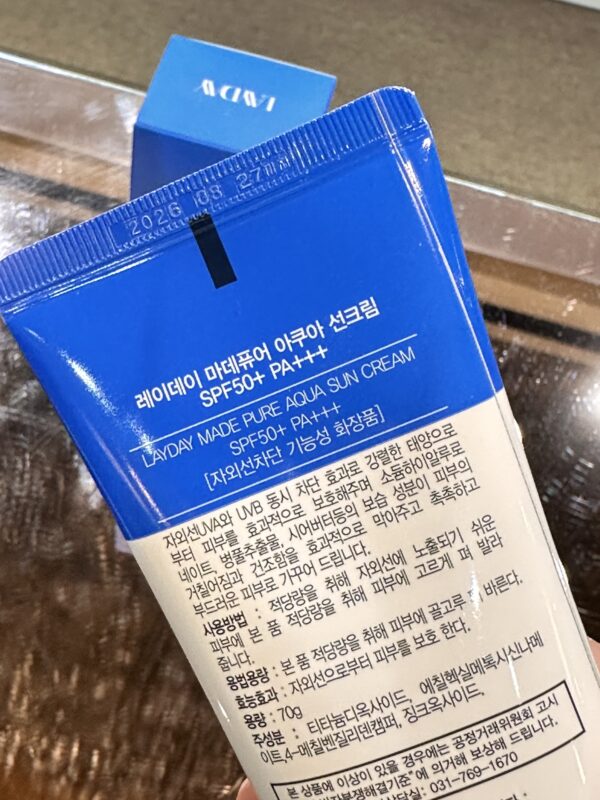 LAYDAY
2026 08 27까지
레이데이 마데퓨어 아쿠아 선크림
SPF50+ PA+++
LAYDAY MADE PURE AQUA SUN CREAM
SPF50+ PA+++
[자외선차단 기능성 화장품]
자외선UVA와 UVB 동시 차단 효과로 강렬한 태양으로
부터 피부를 효과적으로 보호해주며 소듐하이알루로
네이트, 병풀추출물, 시어버터등의 보습 성분이 피부의
거칠어짐과 건조함을 효과적으로 막아주고 촉촉하고
부드러운 피부로 가꾸어 드립니다.
사용방법 : 적당량을 취해 자외선에 노출되기 쉬운
피부에 본 품 적당량을 취해 피부에 고르게 펴 발라
줍니다.
용법용량 : 본 품 적당량을 취해 피부에 골고루 바른다.
효능효과 : 자외선으로부터 피부를 보호 한다.
용량 : 70g
주성분 : 티타늄디옥사이드, 에칠헥실메톡시신나메
이트,4-메칠벤질리덴캠퍼, 징크옥사이드,
본 상품에 이상이 있을 경우에는 공정거래위원회 고시
분쟁해결기준"에 의거해 보상해 드립니다.
상담실: 031-769-1670